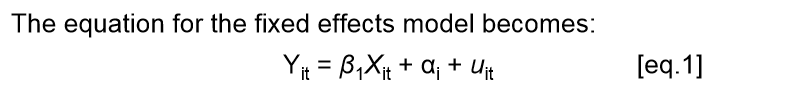 The equation for the fixed effects model becomes:
Yit = β1Xit + αi + uit [eq.1]